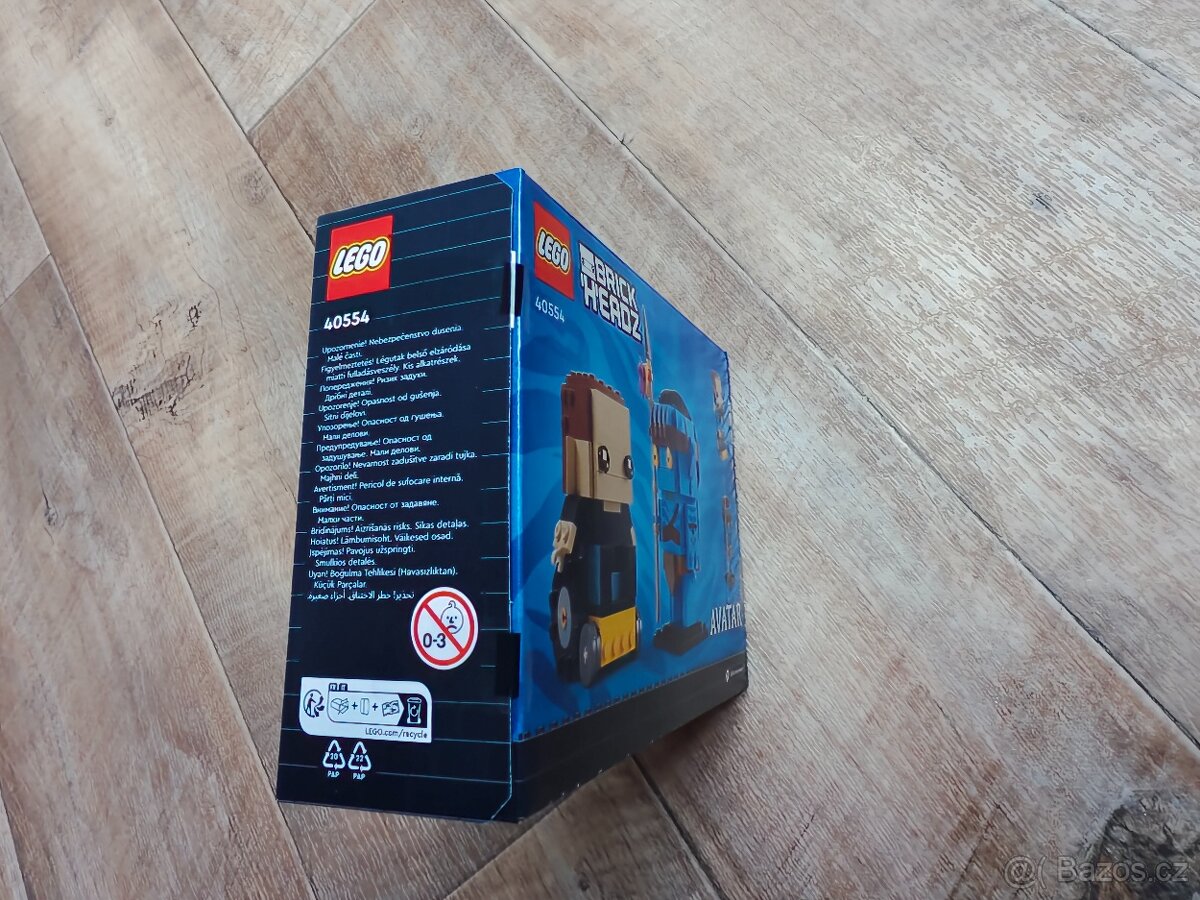 LEGO
40554
Upozornenie! Nebezpečenstvo dusenia.
Malé časti.
Figyelmeztetés! Légutak belső elzáródása
miatti fulladásveszély. Kis alkatrészek.
Попередження! Ризик задухи.
Дрібні деталі.
Upozorenje! Opasnost od gušenja.
Sitni dijelovi.
Упозорење! Опасност од гушења.
Мали делови.
Предупредување! Опасност од
задушување. Мали делови.
Opozorilo! Nevarnost zadušitve zaradi tujka.
Majhni deli.
Avertisment! Pericol de sufocare internă.
Părți mici.
Внимание! Опасност от задавяне.
Малки части.
Brīdinājums! Aizrīšanās risks. Sīkas detaļas.
Hoiatus! Lämbumisoht. Väikesed osad.
Įspėjimas! Pavojus užspringti.
Smulkios detalės.
Uyarı! Boğulma Tehlikesi (Havasızlıktan).
Küçük Parçalar.
تحذير! خطر الاختناق. أجزاء صغيرة.
0-3
LEGO.com/recycle
20
PAP
22
PAP
LEGO
BRICK
HEADZ
40554
AVATAR
@ Bazos.cz